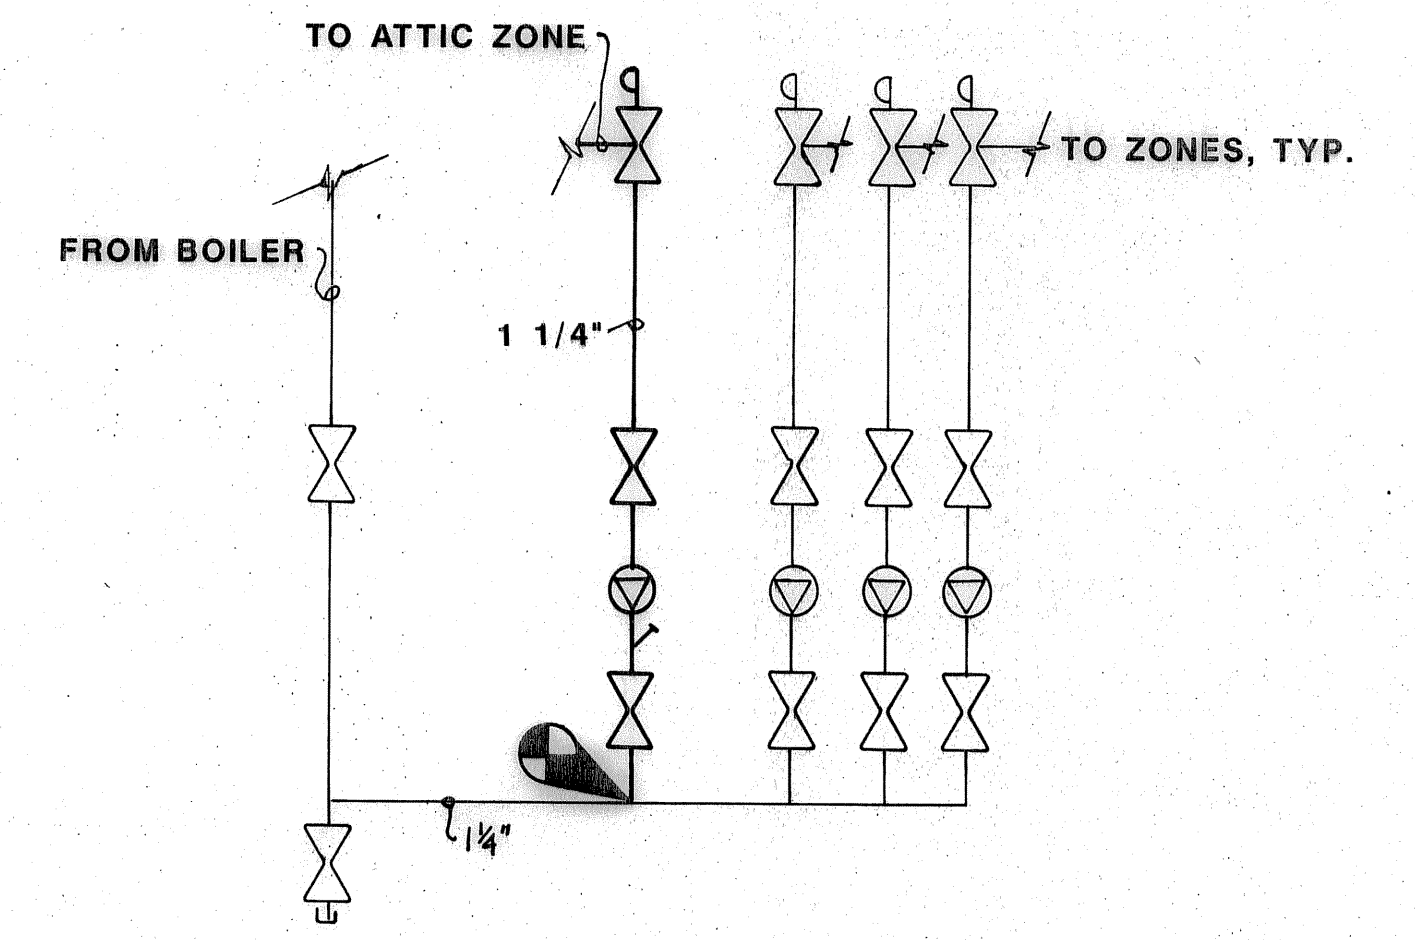 TO ATTIC ZONE
TO ZONES, TYP.
FROM BOILER
1 1/4"
1¼"